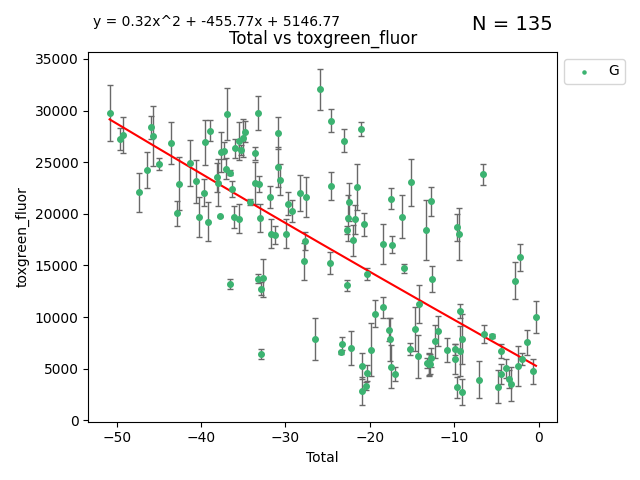 y = 0.32x^2 + -455.77x + 5146.77
N = 135
Total vs toxgreen_fluor
G
toxgreen_fluor
35000
30000
25000
20000
15000
10000
5000
0
−50 −40 −30 −20 −10 0
Total